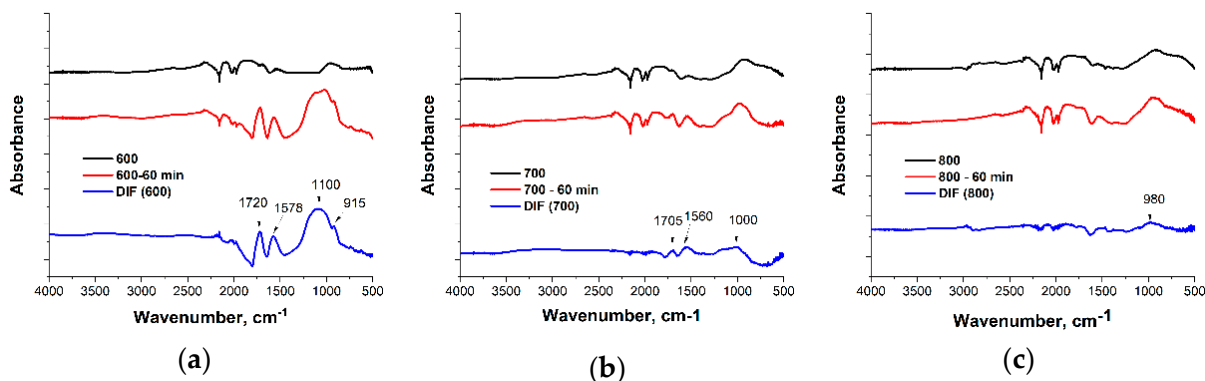 Absorbance
600
600-60 min
DIF (600)
1720
1578
1100
915
4000 3500 3000 2500 2000 1500 1000 500
Wavenumber, cm-1
(a)
Absorbance
700
700 - 60 min
DIF (700)
1705
1560
1000
4000 3500 3000 2500 2000 1500 1000 500
Wavenumber, cm-1
(b)
Absorbance
800
800 - 60 min
DIF (800)
980
4000 3500 3000 2500 2000 1500 1000 500
Wavenumber, cm-1
(c)